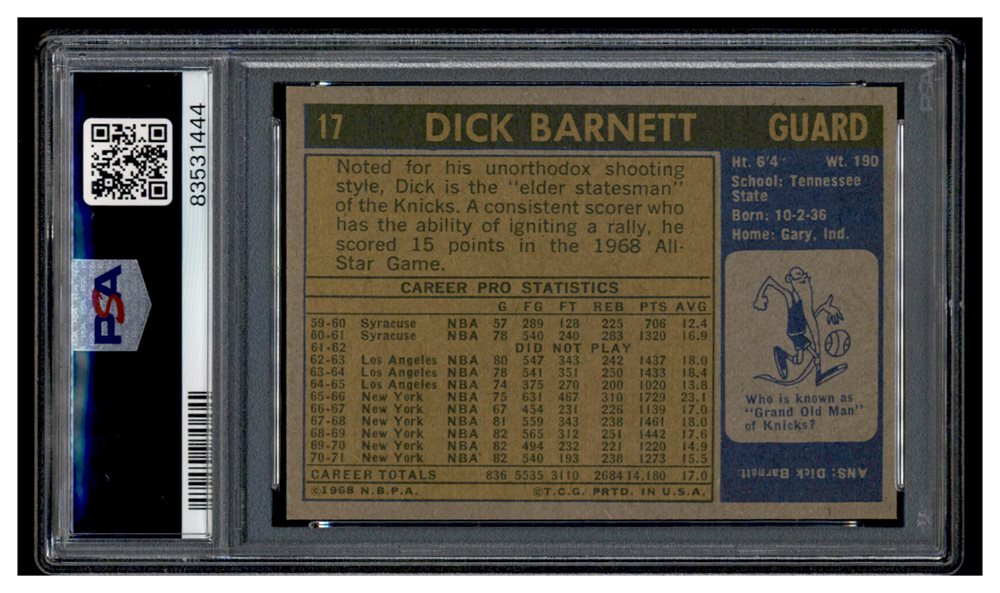 83531444
PSA
17 DICK BARNETT GUARD
Noted for his unorthodox shooting
style, Dick is the "elder statesman"
of the Knicks. A consistent scorer who
has the ability of igniting a rally, he
scored 15 points in the 1968 All-
Star Game.
Ht. 6'4" Wt. 190
School: Tennessee
State
Born: 10-2-36
Home: Gary, Ind.
CAREER PRO STATISTICS
G FG FT REB PTS AVG
59-60 Syracuse NBA 57 289 128 225 706 12.4
60-61 Syracuse NBA 78 540 240 283 1320 16.9
61-62 DID NOT PLAY
62-63 Los Angeles NBA 80 547 343 242 1437 18.0
63-64 Los Angeles NBA 78 541 351 250 1433 18.4
64-65 Los Angeles NBA 74 375 270 200 1020 13.8
65-66 New York NBA 75 631 467 310 1729 23.1
66-67 New York NBA 67 454 231 226 1139 17.0
67-68 New York NBA 81 559 343 238 1461 18.0
68-69 New York NBA 82 565 312 251 1442 17.6
69-70 New York NBA 82 494 232 221 1220 14.9
70-71 New York NBA 82 540 193 238 1273 15.5
CAREER TOTALS 836 5535 3110 2684 14,180 17.0
©1968 N.B.P.A. ©T.C.G. PRTD. IN U.S.A.
Who is known as
"Grand Old Man"
of Knicks?
ANS: Dick Barnett